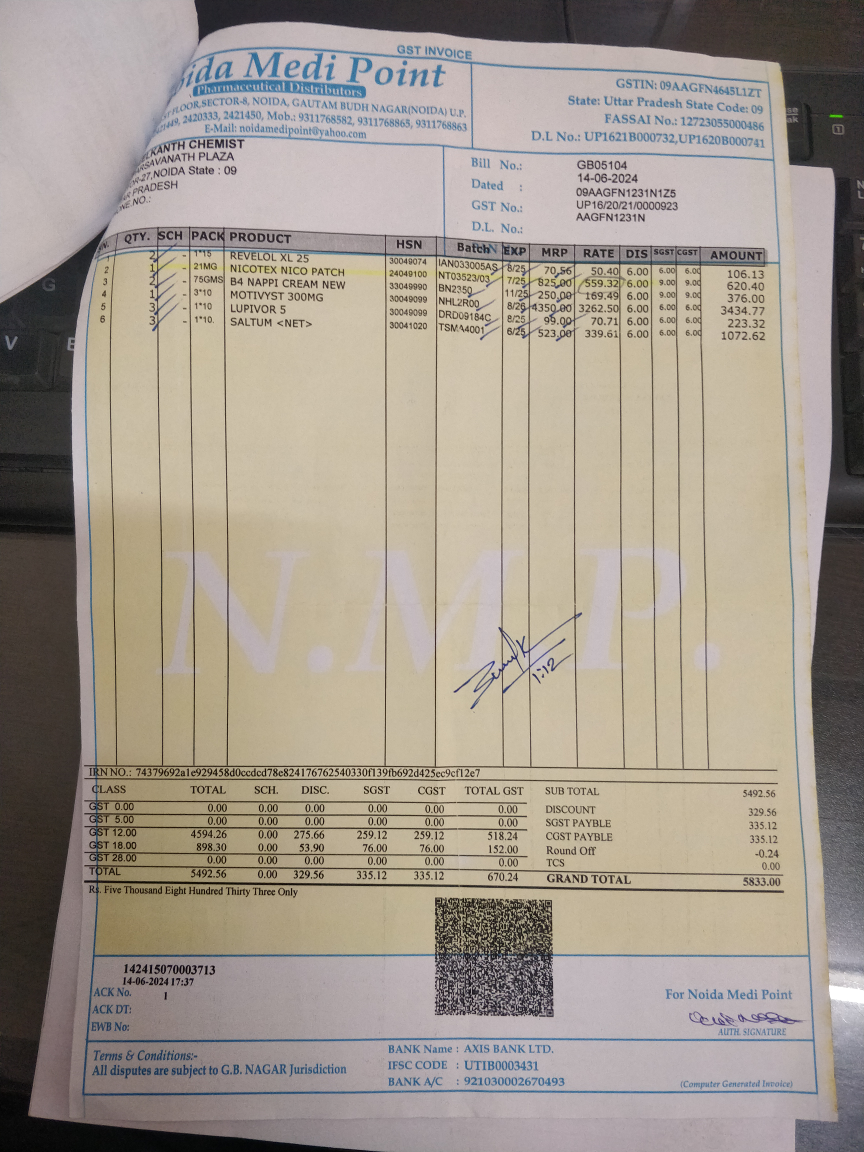 GST INVOICE
ida Medi Point
Pharmaceutical Distributors
FLOOR,SECTOR-8, NOIDA, GAUTAM BUDH NAGAR(NOIDA) U.P.
2420333, 2421450, Mob.: 9311768582, 9311768865, 9311768863
E-Mail: noidamedipoint@yahoo.com
GSTIN: 09AAGFN4645L1ZT
State: Uttar Pradesh State Code: 09
FASSAI No.: 12723055000486
D.L No.: UP1621B000732,UP1620B000741
LKANTH CHEMIST
RSAVANATH PLAZA
OR-27,NOIDA State : 09
AR PRADESH
NE.NO.:
Bill No.: GB05104
Dated : 14-06-2024
GST No.: 09AAGFN1231N1Z5
D.L. No.: UP16/20/21/0000923
AAGFN1231N
N. QTY. SCH PACK PRODUCT HSN Batch EXP MRP RATE DIS SGST CGST AMOUNT
1 2 - 1*15 REVELOL XL 25 30049074 IAN033005AS 8/25 70.56 50.40 6.00 6.00 6.00 106.13
2 1 - 21MG NICOTEX NICO PATCH 24049100 NT03523/03 7/25 825.00 559.32 6.00 9.00 9.00 620.40
3 2 - 75GMS B4 NAPPI CREAM NEW 33049990 BN2350 11/25 250.00 169.49 6.00 9.00 9.00 376.00
4 1 - 3*10 MOTIVYST 300MG 30049099 NHL2R00 8/25 4350.00 3262.50 6.00 6.00 6.00 3434.77
5 3 - 1*10 LUPIVOR 5 30049099 DRD09184C 8/25 99.00 70.71 6.00 6.00 6.00 223.32
6 3 - 1*10. SALTUM <NET> 30041020 TSMA4001 6/25 523.00 339.61 6.00 6.00 6.00 1072.62
N.M.P.
1:12
IRN NO.: 74379692a1e929458d0ccdcd78e824176762540330f139fb692d425ec9cf12e7
CLASS TOTAL SCH. DISC. SGST CGST TOTAL GST
GST 0.00 0.00 0.00 0.00 0.00 0.00 0.00
GST 5.00 0.00 0.00 0.00 0.00 0.00 0.00
GST 12.00 4594.26 0.00 275.66 259.12 259.12 518.24
GST 18.00 898.30 0.00 53.90 76.00 76.00 152.00
GST 28.00 0.00 0.00 0.00 0.00 0.00 0.00
TOTAL 5492.56 0.00 329.56 335.12 335.12 670.24
SUB TOTAL 5492.56
DISCOUNT 329.56
SGST PAYBLE 335.12
CGST PAYBLE 335.12
Round Off -0.24
TCS 0.00
GRAND TOTAL 5833.00
Rs. Five Thousand Eight Hundred Thirty Three Only
142415070003713
14-06-2024 17:37
ACK No. 1
ACK DT:
EWB No:
For Noida Medi Point
AUTH. SIGNATURE
Terms & Conditions:-
All disputes are subject to G.B. NAGAR Jurisdiction
BANK Name : AXIS BANK LTD.
IFSC CODE : UTIB0003431
BANK A/C : 921030002670493
(Computer Generated Invoice)